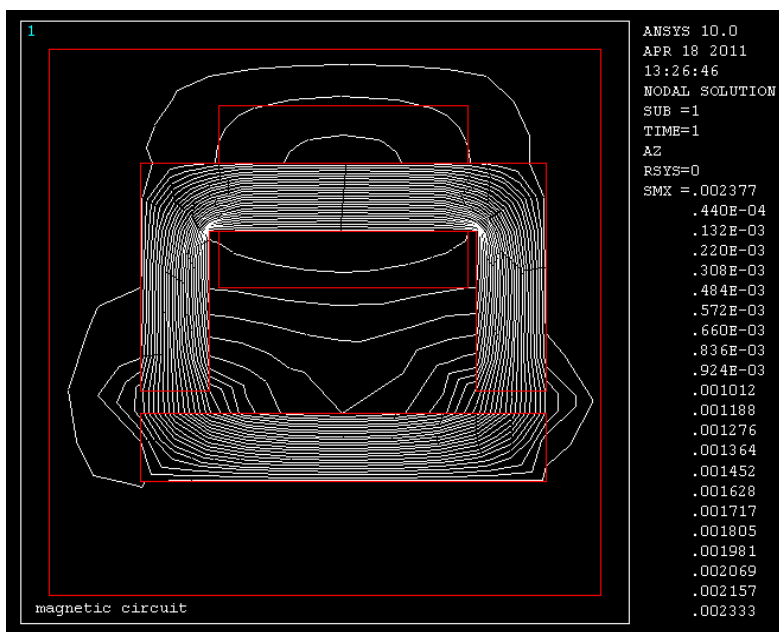 1
ANSYS 10.0
APR 18 2011
13:26:46
NODAL SOLUTION
SUB =1
TIME=1
AZ
RSYS=0
SMX =.002377
.440E-04
.132E-03
.220E-03
.308E-03
.484E-03
.572E-03
.660E-03
.836E-03
.924E-03
.001012
.001188
.001276
.001364
.001452
.001628
.001717
.001805
.001981
.002069
.002157
.002333
magnetic circuit